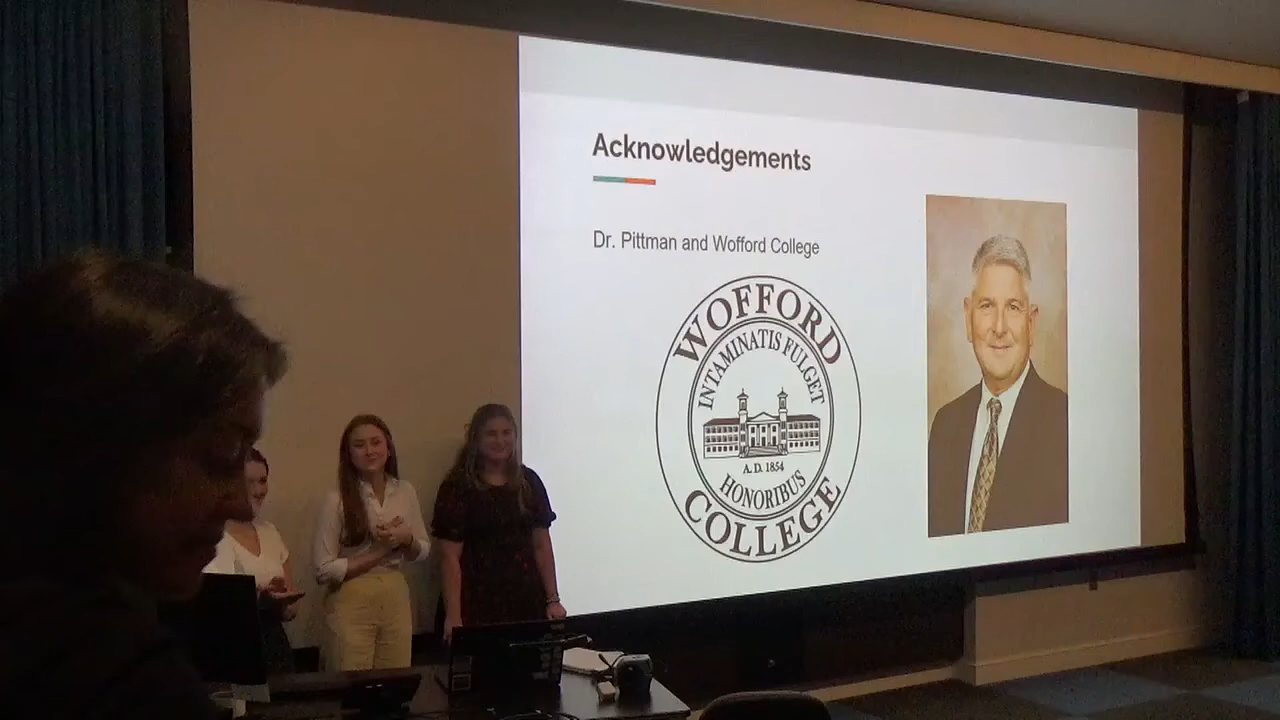 Acknowledgements
Dr. Pittman and Wofford College
WOFFORD
INTAMINATIS FULGET
A.D. 1854
HONORIBUS
COLLEGE